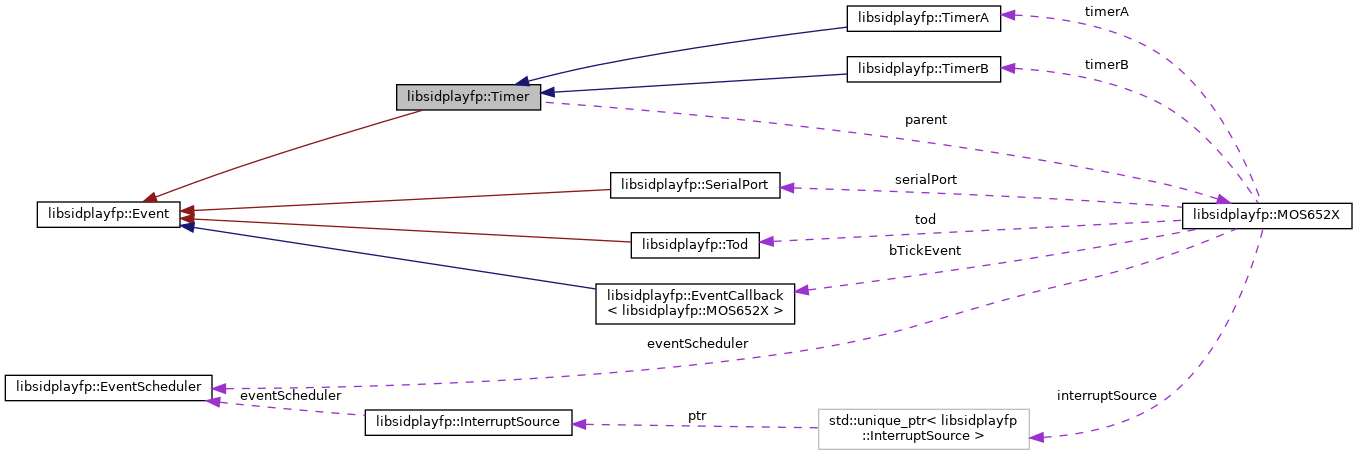 libsidplayfp::TimerA
timerA
libsidplayfp::TimerB
timerB
libsidplayfp::Timer
parent
libsidplayfp::SerialPort
serialPort
libsidplayfp::Event
libsidplayfp::MOS652X
tod
libsidplayfp::Tod
bTickEvent
libsidplayfp::EventCallback
< libsidplayfp::MOS652X >
eventScheduler
libsidplayfp::EventScheduler
eventScheduler
interruptSource
libsidplayfp::InterruptSource
ptr
std::unique_ptr< libsidplayfp
::InterruptSource >